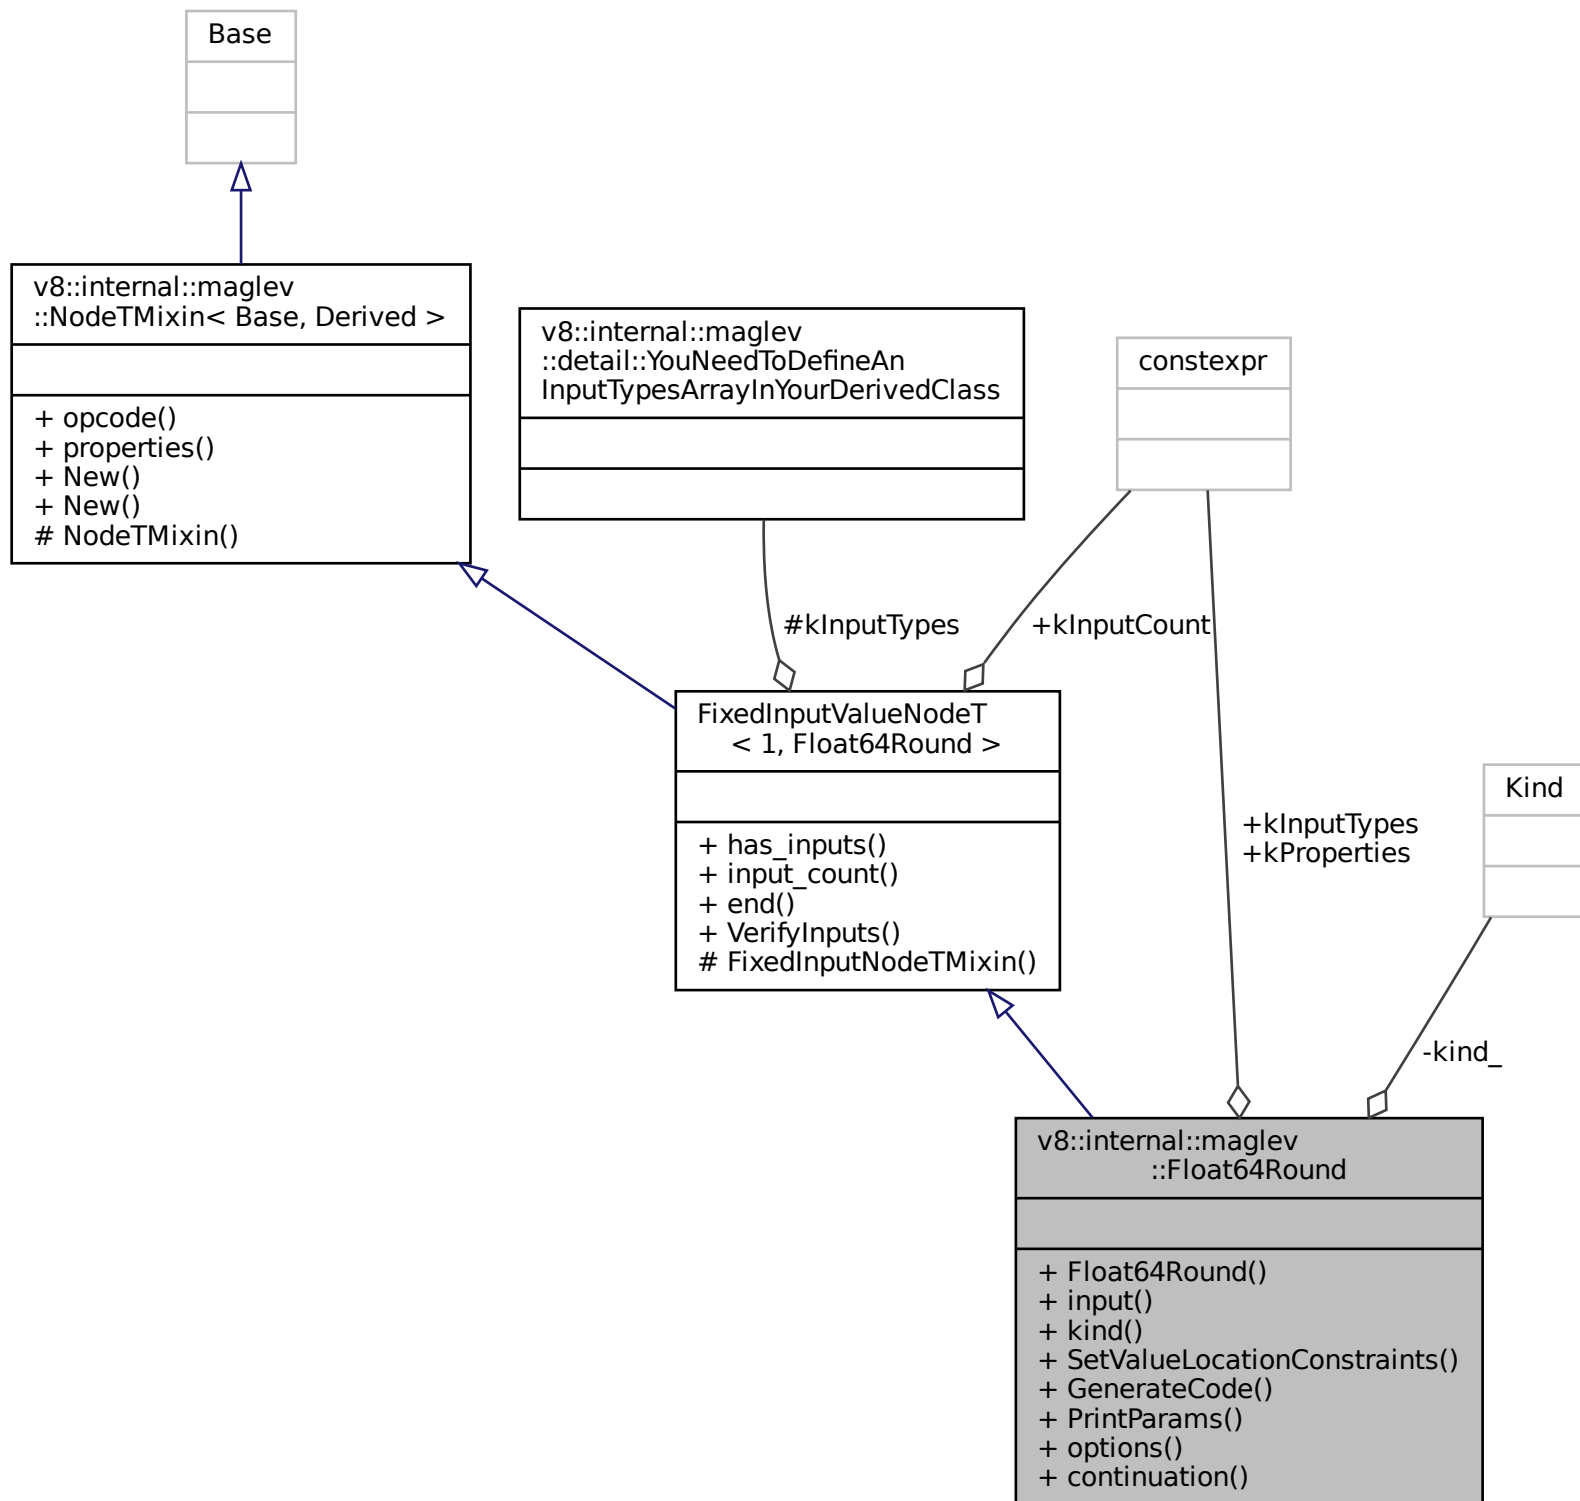 Base
v8::internal::maglev
::NodeTMixin< Base, Derived >
+ opcode()
+ properties()
+ New()
+ New()
# NodeTMixin()
v8::internal::maglev
::detail::YouNeedToDefineAn
InputTypesArrayInYourDerivedClass
constexpr
#kInputTypes
+kInputCount
FixedInputValueNodeT
< 1, Float64Round >
+ has_inputs()
+ input_count()
+ end()
+ VerifyInputs()
# FixedInputNodeTMixin()
Kind
+kInputTypes
+kProperties
-kind_
v8::internal::maglev
::Float64Round
+ Float64Round()
+ input()
+ kind()
+ SetValueLocationConstraints()
+ GenerateCode()
+ PrintParams()
+ options()
+ continuation()